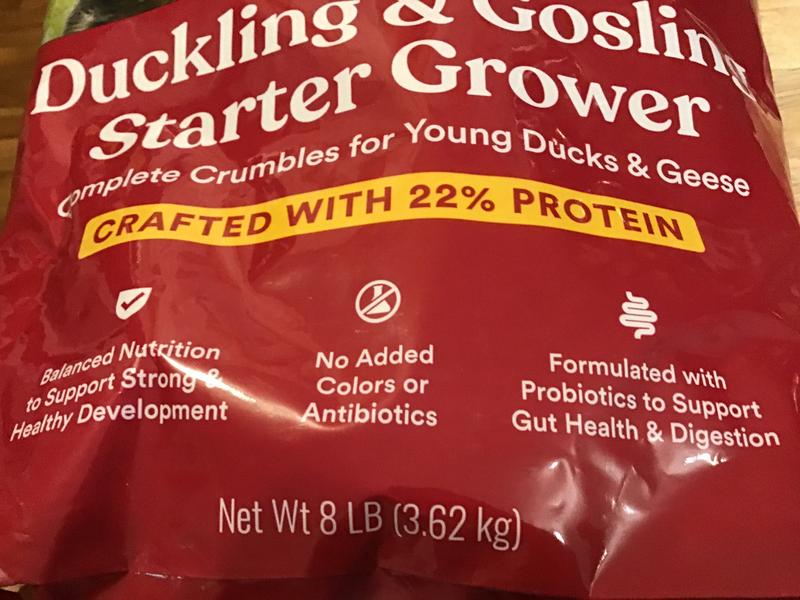 Duckling & Gosling
Starter Grower
Complete Crumbles for Young Ducks & Geese
CRAFTED WITH 22% PROTEIN
Balanced Nutrition
to Support Strong &
Healthy Development
No Added
Colors or
Antibiotics
Formulated with
Probiotics to Support
Gut Health & Digestion
Net Wt 8 LB (3.62 kg)